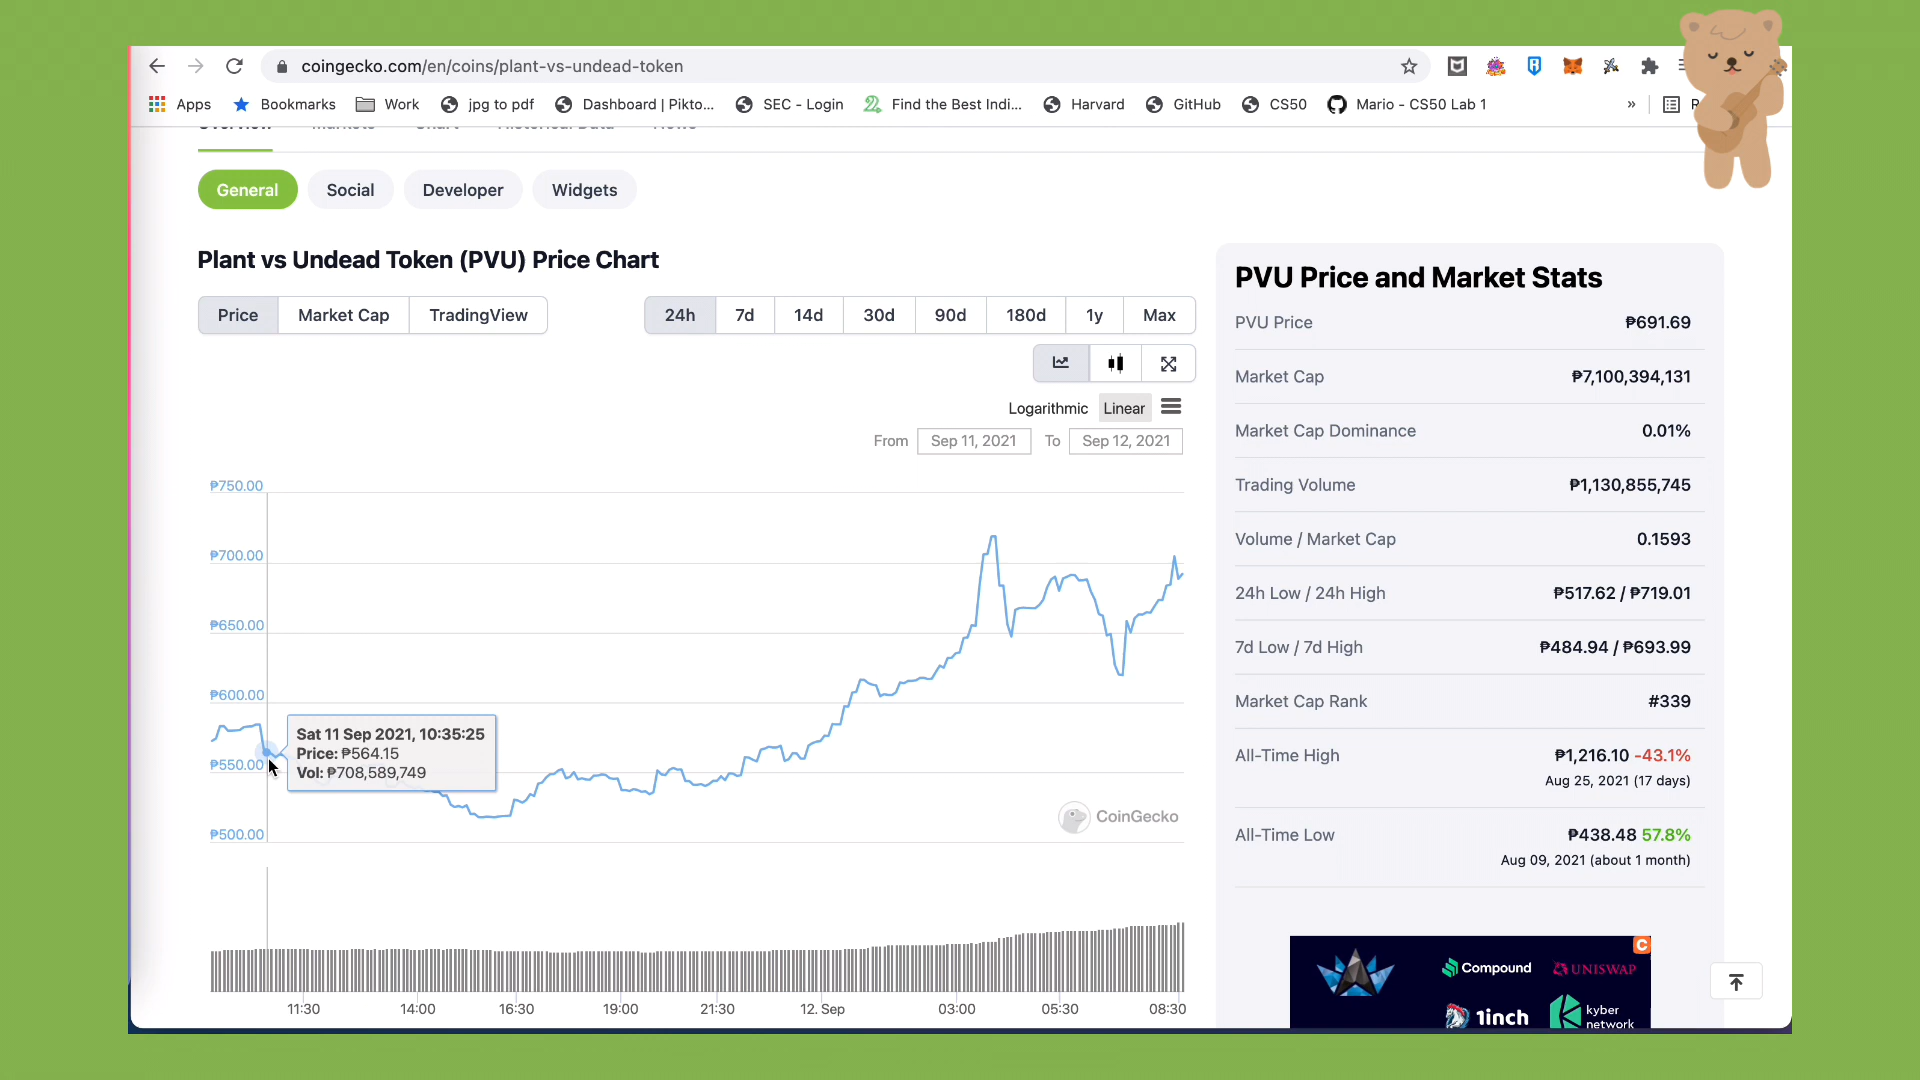 coingecko.com/en/coins/plant-vs-undead-token
Apps Bookmarks Work jpg to pdf Dashboard | Pikto... SEC - Login Find the Best Indi... Harvard GitHub CS50 Mario - CS50 Lab 1 » R
Overview Markets Chart Historical Data News
General Social Developer Widgets
Plant vs Undead Token (PVU) Price Chart
Price Market Cap TradingView 24h 7d 14d 30d 90d 180d 1y Max
Logarithmic Linear
From Sep 11, 2021 To Sep 12, 2021
₱750.00
₱700.00
₱650.00
₱600.00
₱550.00
₱500.00
Sat 11 Sep 2021, 10:35:25
Price: ₱564.15
Vol: ₱708,589,749
CoinGecko
11:30 14:00 16:30 19:00 21:30 12. Sep 03:00 05:30 08:30
PVU Price and Market Stats
PVU Price ₱691.69
Market Cap ₱7,100,394,131
Market Cap Dominance 0.01%
Trading Volume ₱1,130,855,745
Volume / Market Cap 0.1593
24h Low / 24h High ₱517.62 / ₱719.01
7d Low / 7d High ₱484.94 / ₱693.99
Market Cap Rank #339
All-Time High ₱1,216.10 -43.1%
Aug 25, 2021 (17 days)
All-Time Low ₱438.48 57.8%
Aug 09, 2021 (about 1 month)
C
Compound UNISWAP
1inch kyber
network